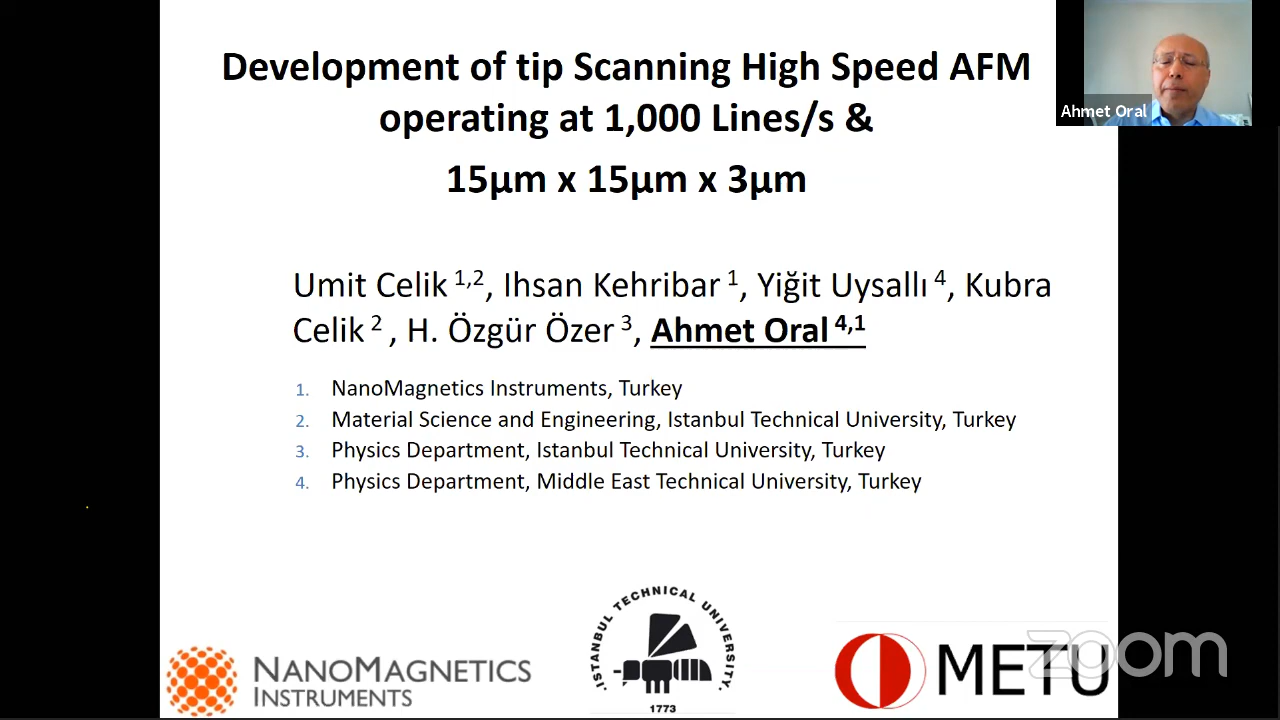 Development of tip Scanning High Speed AFM
operating at 1,000 Lines/s &
15µm x 15µm x 3µm
Ahmet Oral
Umit Celik 1,2, Ihsan Kehribar 1, Yiğit Uysallı 4, Kubra
Celik 2 , H. Özgür Özer 3, Ahmet Oral 4,1
1. NanoMagnetics Instruments, Turkey
2. Material Science and Engineering, Istanbul Technical University, Turkey
3. Physics Department, Istanbul Technical University, Turkey
4. Physics Department, Middle East Technical University, Turkey
NANOMAGNETICS
INSTRUMENTS
.ISTANBUL TECHNICAL UNIVERSITY.
1773
METU
zoom